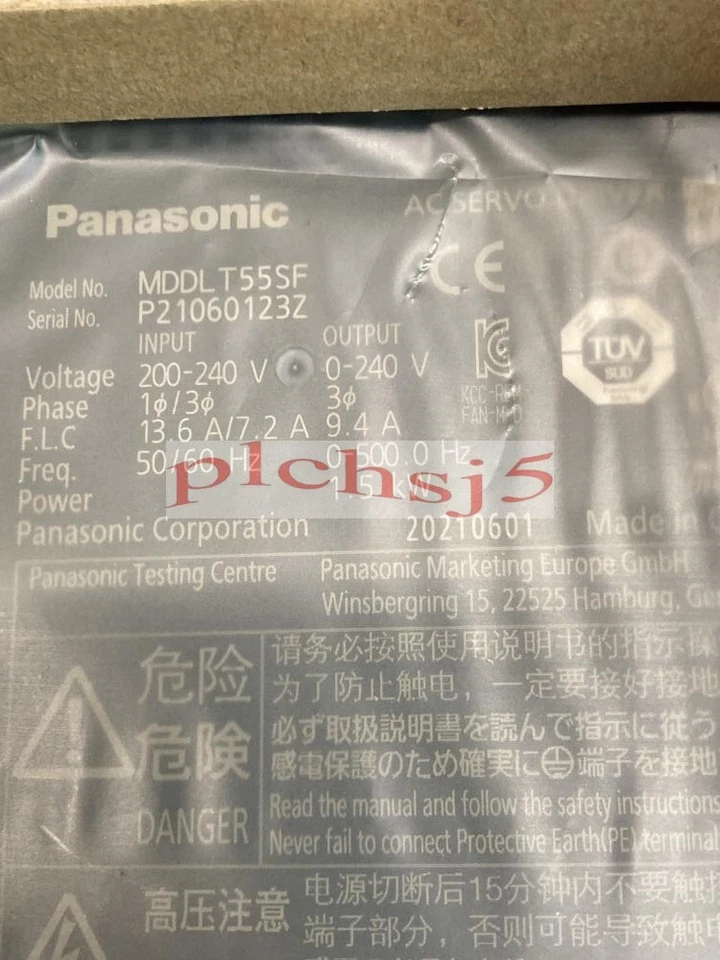 Panasonic
AC SERVO
CE
Model No. MDDLT55SF
Serial No. P21060123Z
INPUT OUTPUT
Voltage 200-240 V 0-240 V
Phase 1ϕ/3ϕ 3ϕ
F.L.C 13.6 A/7.2 A 9.4 A
Freq. 50/60 Hz 0-500.0 Hz
Power 1.5 kW
TÜV
SUD
plchsj5
Panasonic Corporation 20210601 Made in
Panasonic Testing Centre Panasonic Marketing Europe GmbH
Winsbergring 15, 22525 Hamburg,
危险
危険
DANGER
请务必按照使用说明书的指示
为了防止触电，一定要接好接地
必ず取扱説明書を読んで指示に従う
感電保護のため確実に⏚端子を接地
Read the manual and follow the safety instructions
Never fail to connect Protective Earth(PE) terminal
高压注意
电源切断后15分钟内不要触
端子部分，否则可能导致触